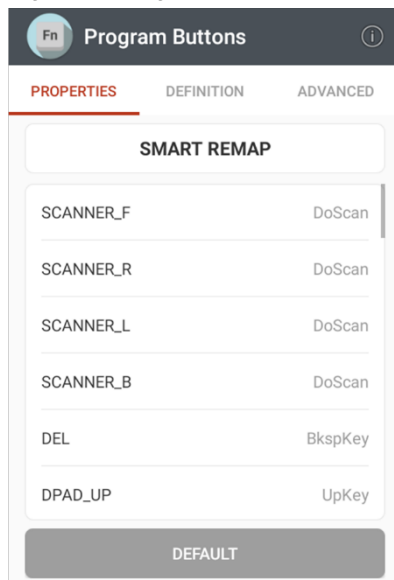 Fn Program Buttons
PROPERTIES DEFINITION ADVANCED
SMART REMAP
SCANNER_F DoScan
SCANNER_R DoScan
SCANNER_L DoScan
SCANNER_B DoScan
DEL BkspKey
DPAD_UP UpKey
DEFAULT